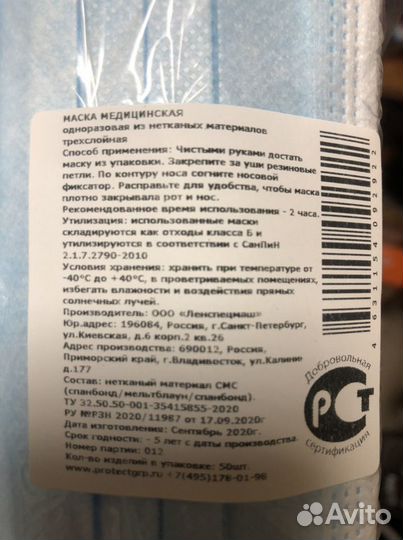 МАСКА МЕДИЦИНСКАЯ
одноразовая из нетканых материалов
трехслойная
Способ применения: Чистыми руками достать
маску из упаковки. Закрепите за уши резиновые
петли. По контуру носа согните носовой
фиксатор. Расправьте для удобства, чтобы маска
плотно закрывала рот и нос.
Рекомендованное время использования - 2 часа.
Утилизация: использованные маски
складируются как отходы класса Б и
утилизируются в соответствии с СанПиН
2.1.7.2790-2010
Условия хранения: хранить при температуре от
-40°С до +40°С, в проветриваемых помещениях,
избегать влажности и воздействия прямых
солнечных лучей.
Производитель: ООО «Ленспецмаш»
Юр.адрес: 196084, Россия, г.Санкт-Петербург,
ул.Киевская, д.6 корп.2 кв.26
Адрес производства: 690012, Россия,
Приморский край, г.Владивосток, ул.Калини
д.177
Состав: нетканый материал СМС
(спанбонд/мельтблаун/спанбонд).
ТУ 32.50.50-001-35415855-2020
РУ №РЗН 2020/11987 от 17.09.2020г
Дата изготовления: Сентябрь 2020г.
Срок годности: - 5 лет с даты производства.
Номер партии: 012
Кол-во изделий в упаковке: 50шт.
www.protectgrp.ru +7(495)178-01-96
4 631154 092922
Добровольная
РСТ
сертификация
Avito